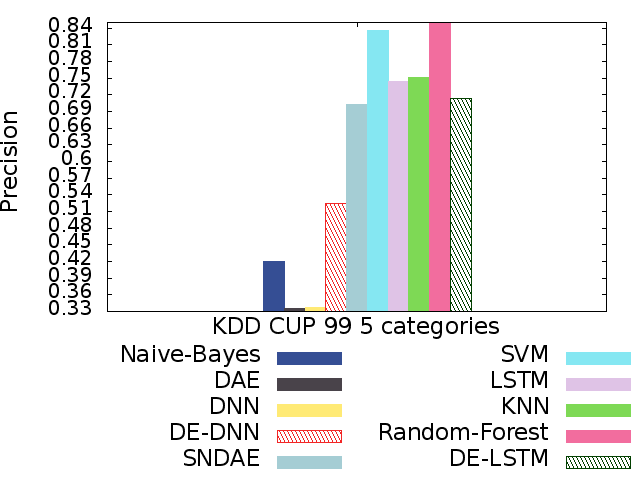 0.84
0.81
0.78
0.75
0.72
0.69
0.66
0.63
0.6
0.57
0.54
0.51
0.48
0.45
0.42
0.39
0.36
0.33
Precision
KDD CUP 99 5 categories
Naive-Bayes
DAE
DNN
DE-DNN
SNDAE
SVM
LSTM
KNN
Random-Forest
DE-LSTM